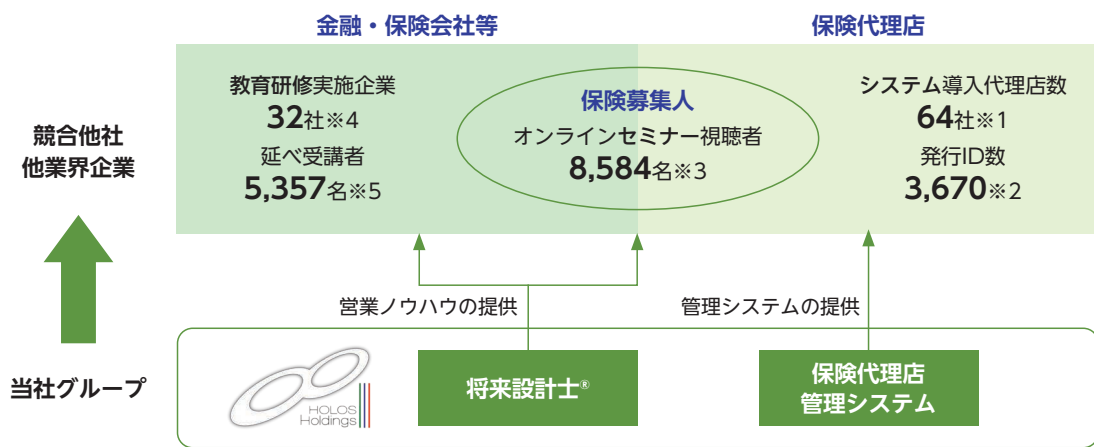 金融・保険会社等
保険代理店
教育研修実施企業
32社※4
延べ受講者
5,357名※5
保険募集人
オンラインセミナー視聴者
8,584名※3
システム導入代理店数
64社※1
発行ID数
3,670※2
競合他社
他業界企業
営業ノウハウの提供
管理システムの提供
当社グループ
HOLOS
Holdings
将来設計士®
保険代理店
管理システム